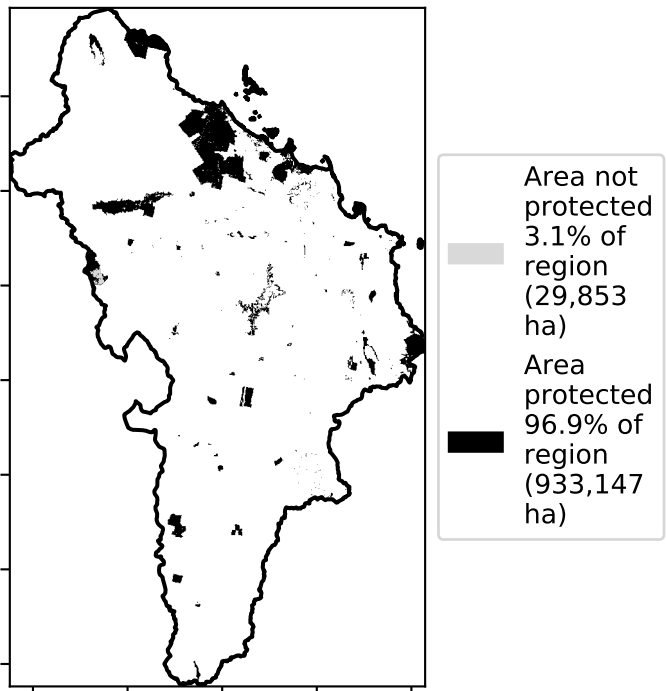 Area not
protected
3.1% of
region
(29,853
ha)
Area
protected
96.9% of
region
(933,147
ha)